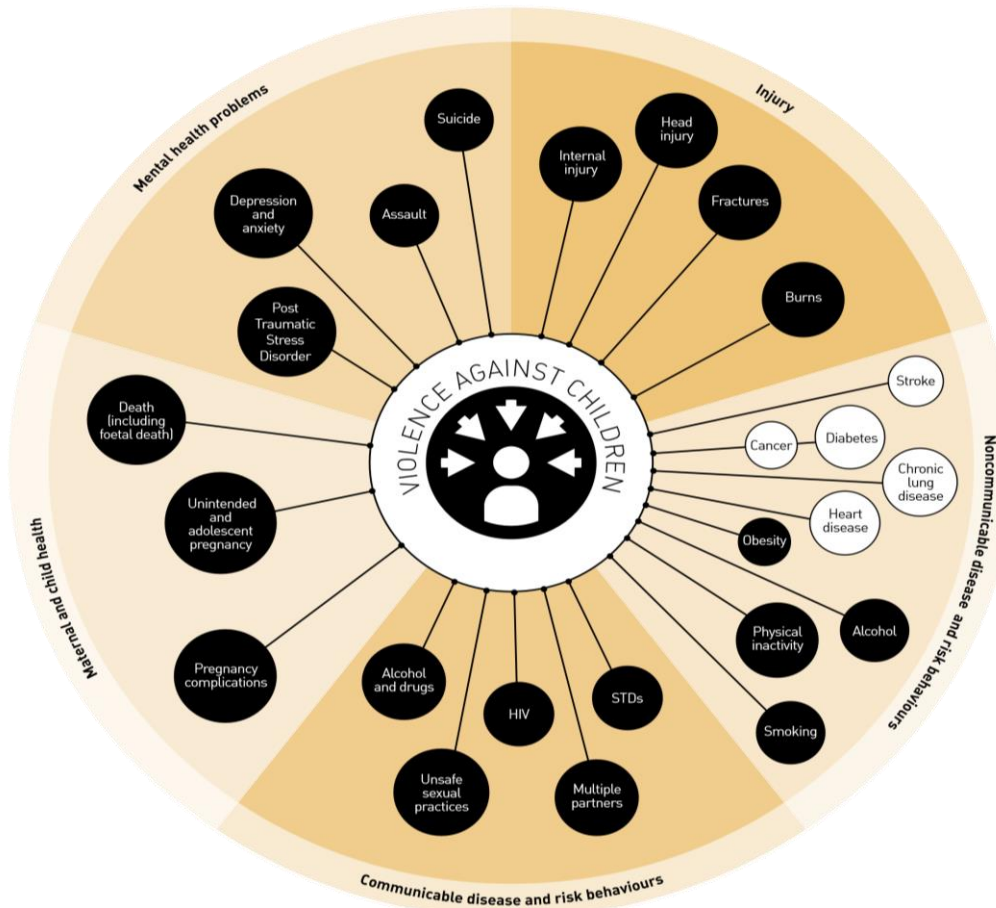 Mental health problems
Suicide
Depression
and
anxiety
Assault
Post
Traumatic
Stress
Disorder
Injury
Internal
injury
Head
injury
Fractures
Burns
VIOLENCE AGAINST CHILDREN
Noncommunicable disease and risk behaviours
Stroke
Cancer
Diabetes
Chronic
lung
disease
Heart
disease
Obesity
Alcohol
Physical
inactivity
Smoking
Communicable disease and risk behaviours
STDs
Multiple
partners
HIV
Unsafe
sexual
practices
Alcohol
and drugs
Maternal and child health
Death
(including
foetal death)
Unintended
and
adolescent
pregnancy
Pregnancy
complications